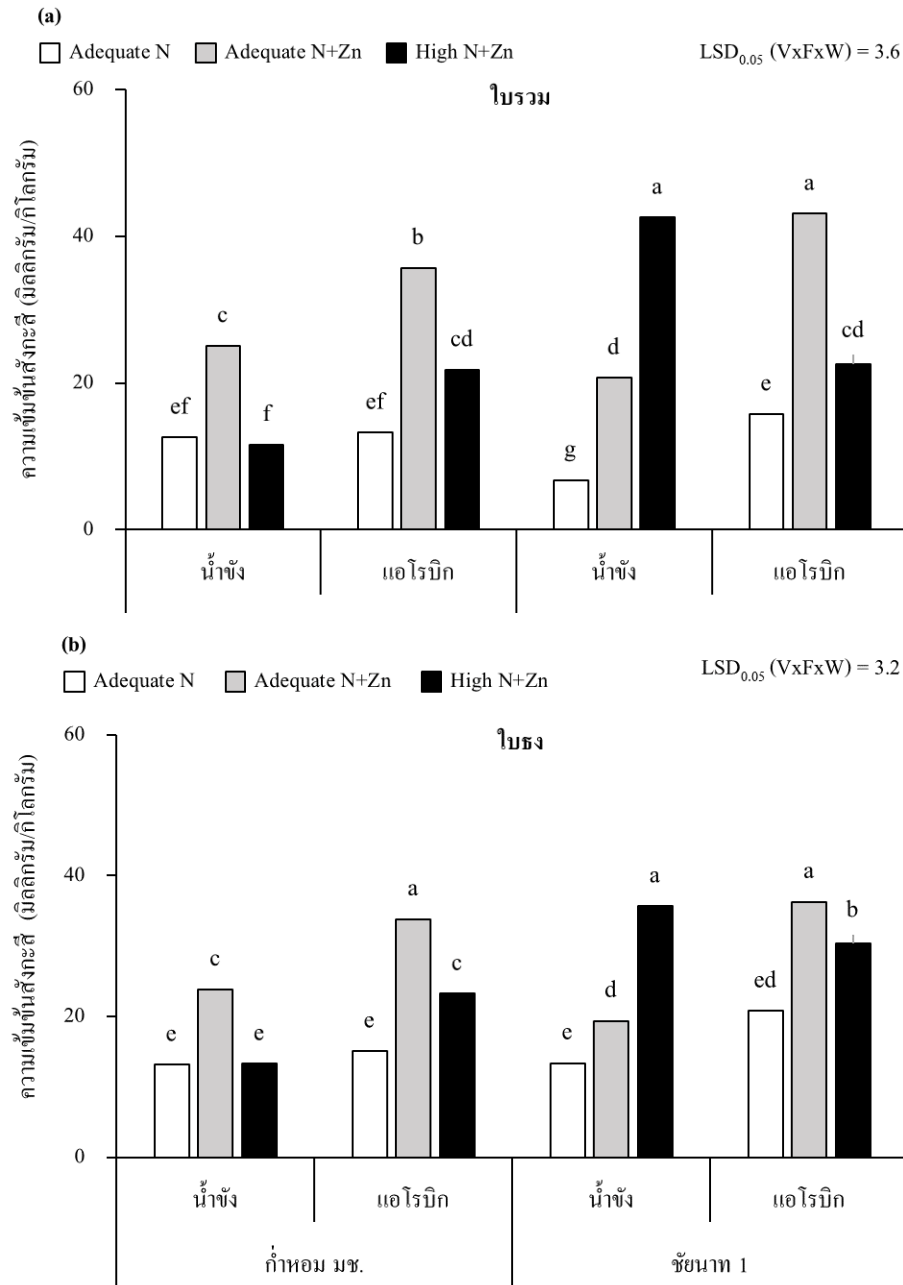 (a)
Adequate N Adequate N+Zn High N+Zn LSD0.05 (VxFxW) = 3.6
ใบรวม
ความเข้มข้นสังกะสี (มิลลิกรัม/กิโลกรัม)
60
40
20
0
ef c f ef b cd g d a e a cd
น้ำขัง แอโรบิก น้ำขัง แอโรบิก
(b)
Adequate N Adequate N+Zn High N+Zn LSD0.05 (VxFxW) = 3.2
ใบธง
ความเข้มข้นสังกะสี (มิลลิกรัม/กิโลกรัม)
60
40
20
0
e c e e a c e d a ed a b
น้ำขัง แอโรบิก น้ำขัง แอโรบิก
ก่ำหอม มช. ชัยนาท 1